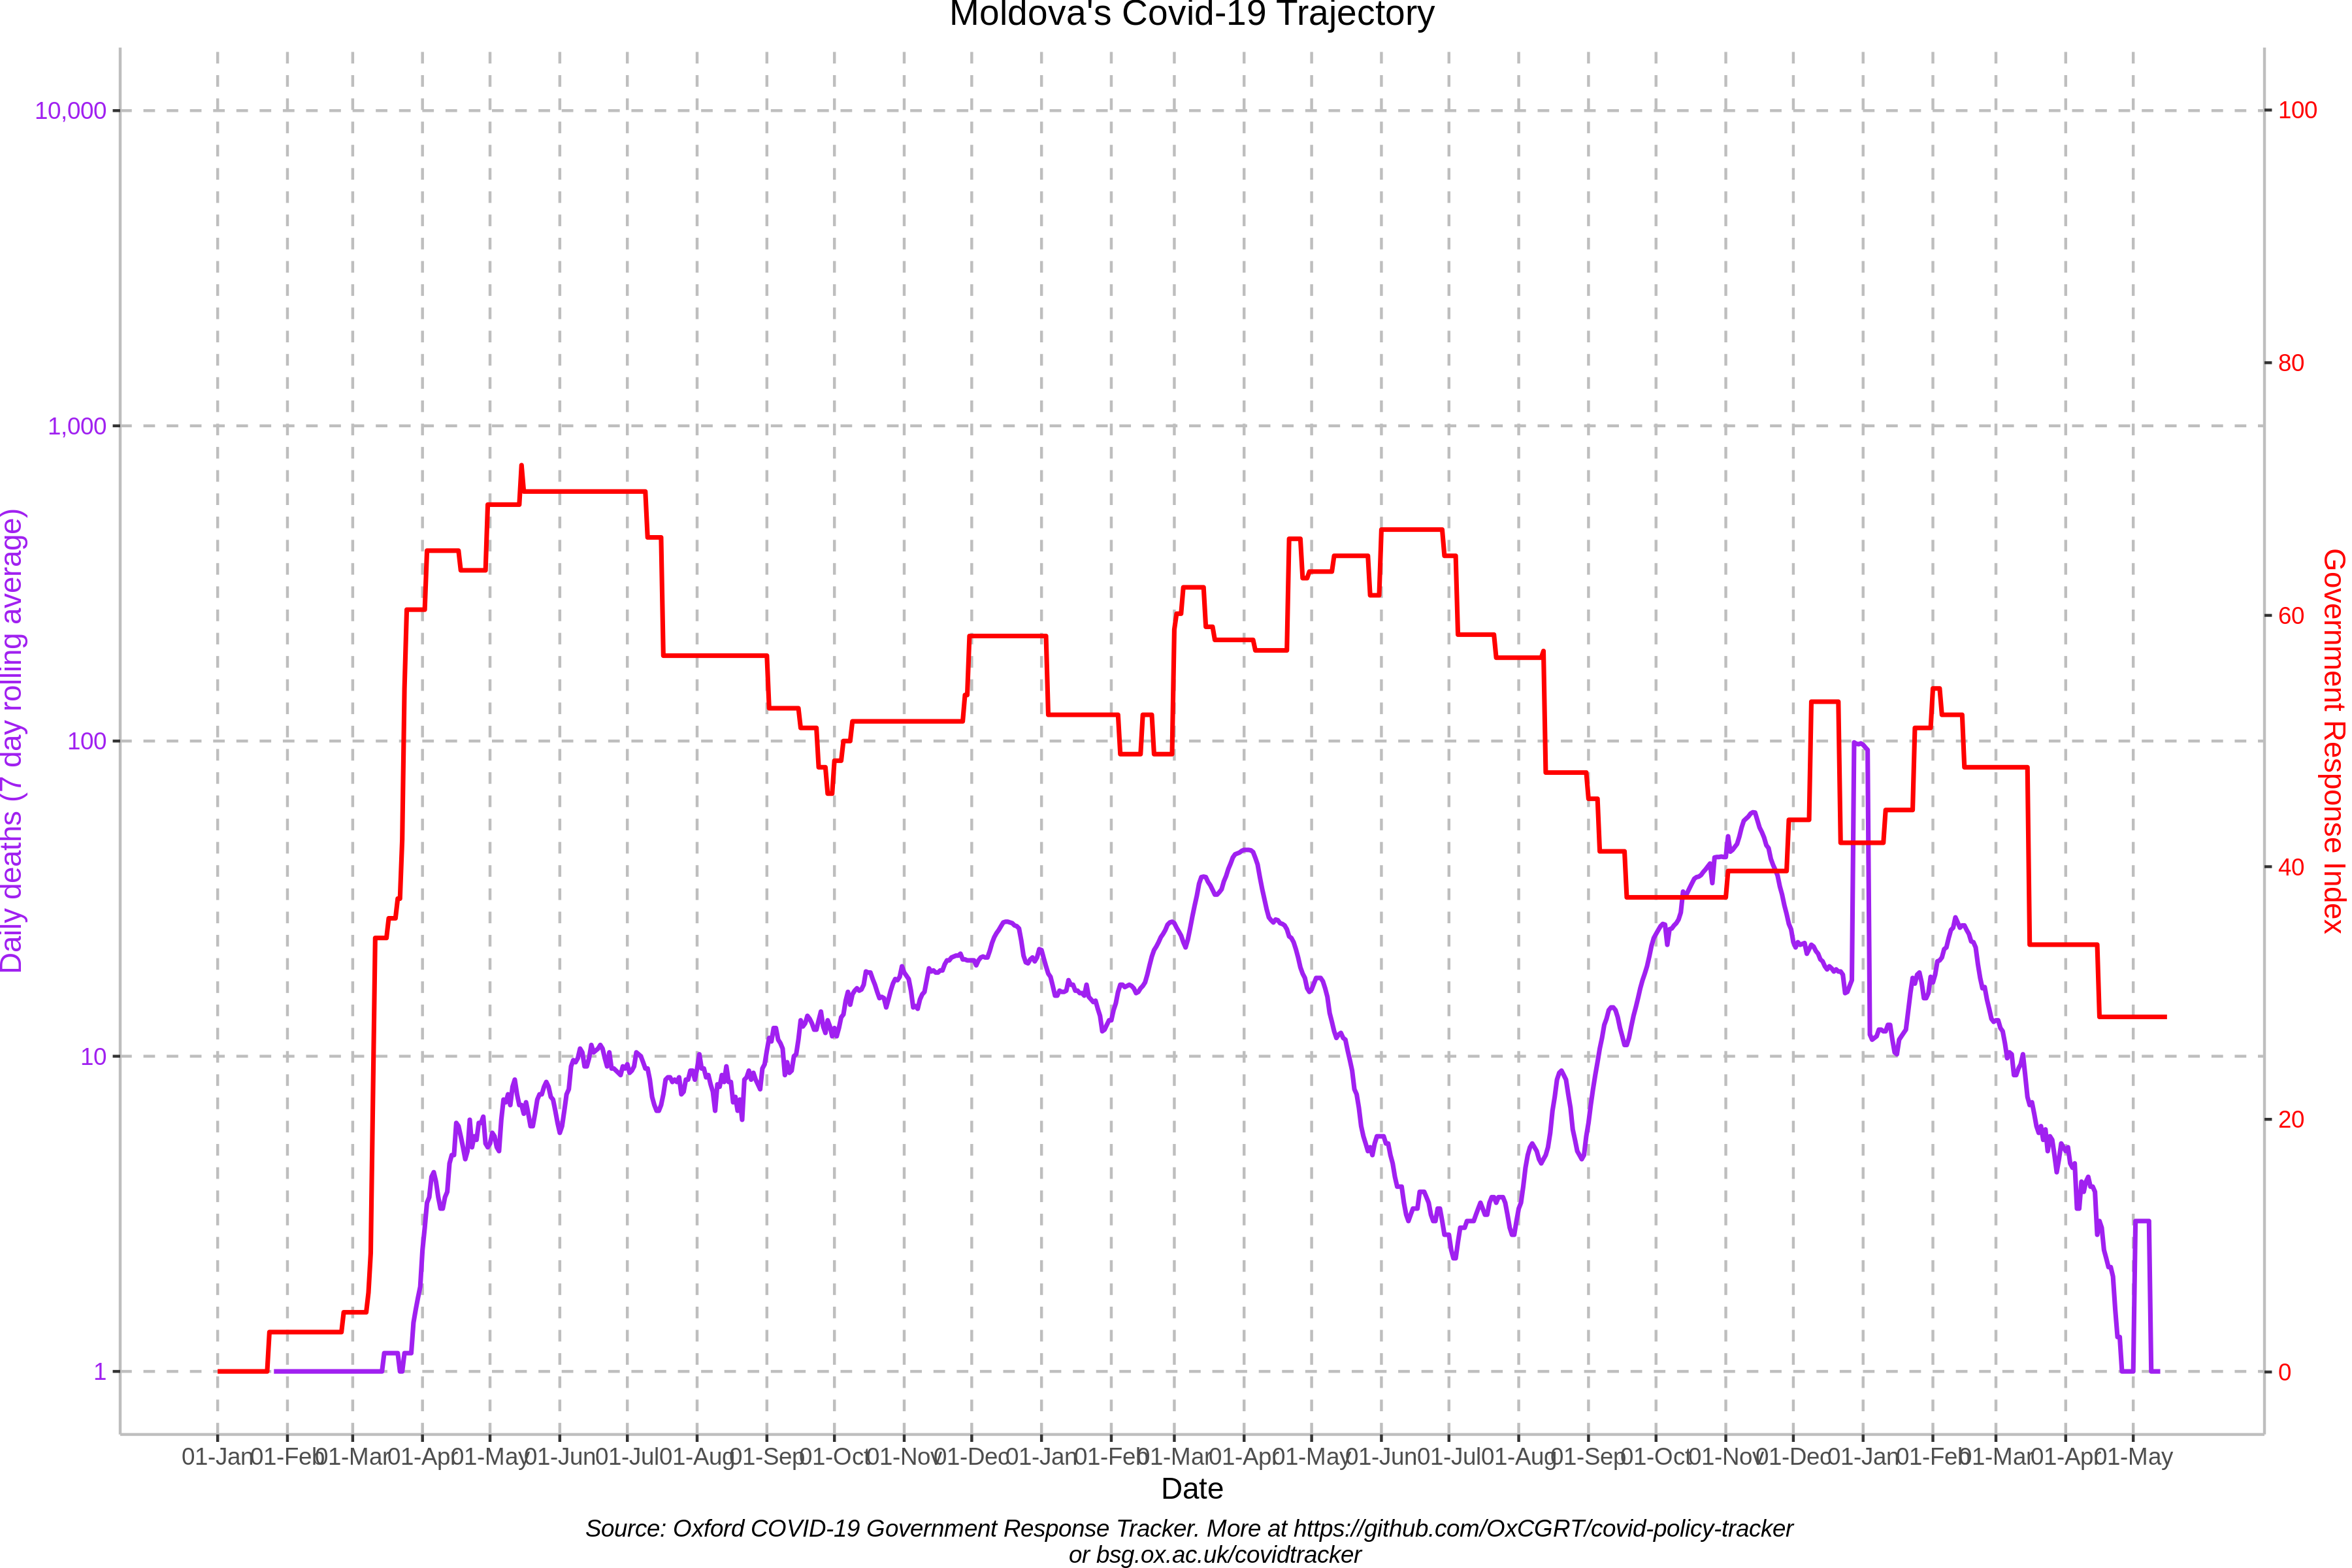 Moldova's Covid-19 Trajectory
10,000
1,000
100
10
1
Daily deaths (7 day rolling average)
100
80
60
40
20
0
Government Response Index
01-Jan 01-Feb 01-Mar 01-Apr 01-May 01-Jun 01-Jul 01-Aug 01-Sep 01-Oct 01-Nov 01-Dec 01-Jan 01-Feb 01-Mar 01-Apr 01-May 01-Jun 01-Jul 01-Aug 01-Sep 01-Oct 01-Nov 01-Dec 01-Jan 01-Feb 01-Mar 01-Apr 01-May
Date
Source: Oxford COVID-19 Government Response Tracker. More at https://github.com/OxCGRT/covid-policy-tracker
or bsg.ox.ac.uk/covidtracker